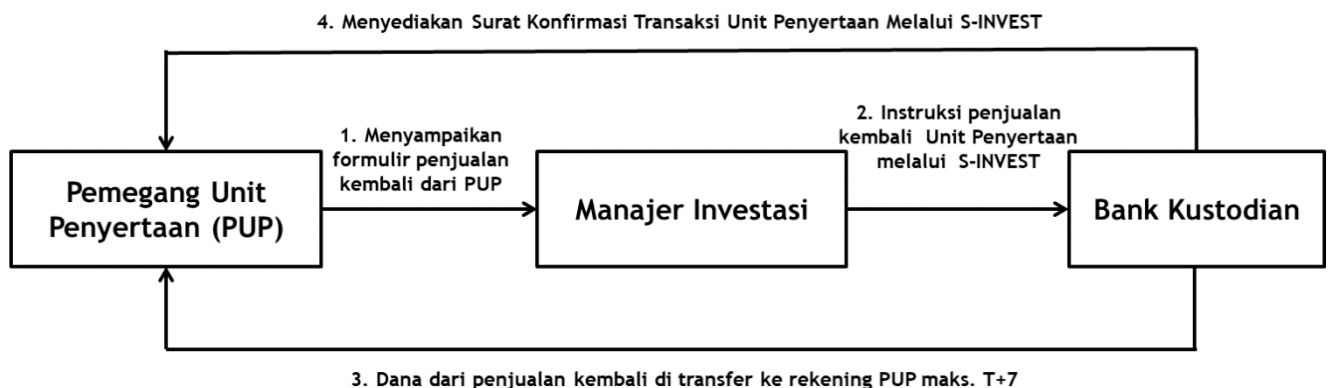 4. Menyediakan Surat Konfirmasi Transaksi Unit Penyertaan Melalui S-INVEST
1. Menyampaikan
formulir penjualan
kembali dari PUP
2. Instruksi penjualan
kembali Unit Penyertaan
melalui S-INVEST
Pemegang Unit
Penyertaan (PUP)
Manajer Investasi
Bank Kustodian
3. Dana dari penjualan kembali di transfer ke rekening PUP maks. T+7